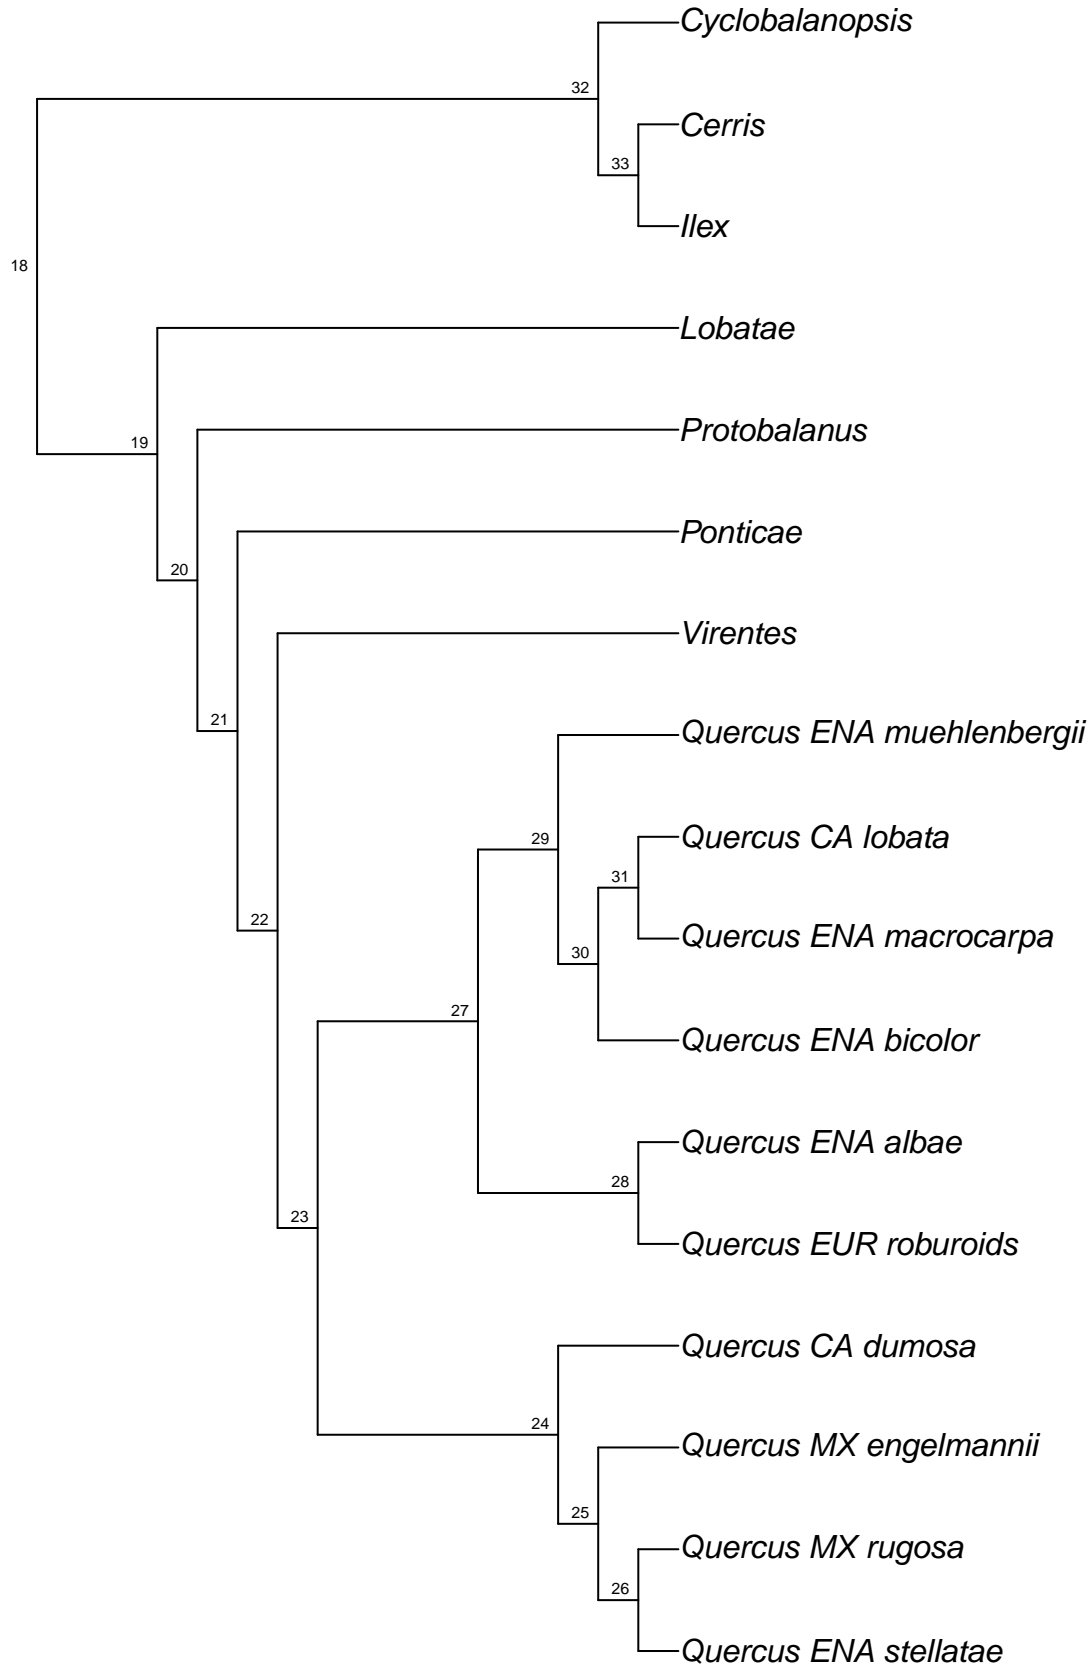 Cyclobalanopsis
32
Cerris
33
Ilex
18
Lobatae
Protobalanus
19
Ponticae
20
Virentes
21
Quercus ENA muehlenbergii
Quercus CA lobata
29
31
22
Quercus ENA macrocarpa
30
27
Quercus ENA bicolor
Quercus ENA albae
28
23
Quercus EUR roburoids
Quercus CA dumosa
24
Quercus MX engelmannii
25
Quercus MX rugosa
26
Quercus ENA stellatae